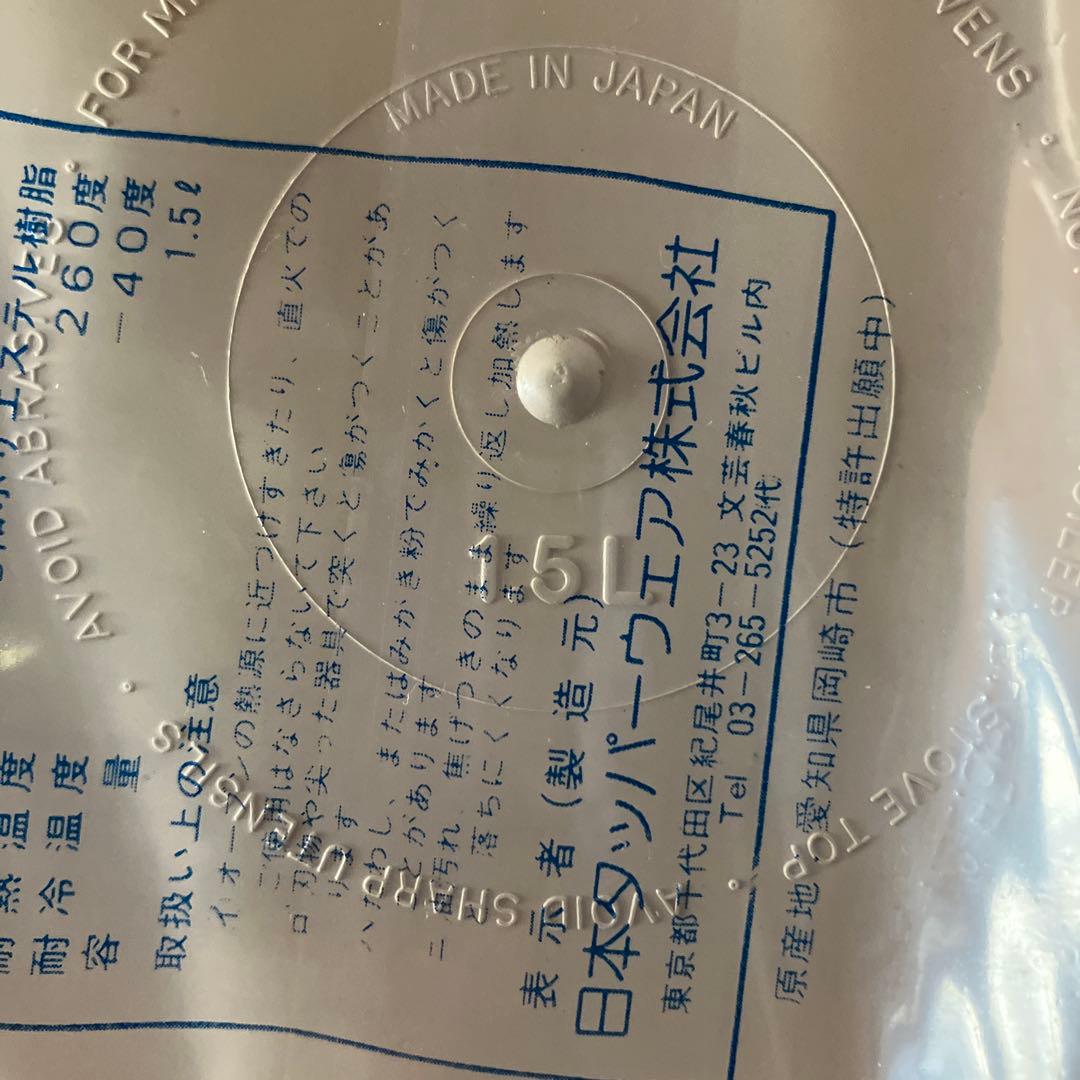 エステル樹脂
耐熱温度 260度
耐冷温度 −40度
容量 1.5ℓ
取扱い上の注意
イ、オーブンの熱源に近づけすぎたり、直火での
ご使用はなさらないで下さい
ロ、刃物や尖った器具で突くと傷がつくことがあ
ります
ハ、たわし、またはみがき粉でみがくと傷がつく
ことがあります
ニ、油汚れ、焦げつきのまま繰り返し加熱します
と落ちにくくなります
表示者(製造元)
日本タッパーウェア株式会社
東京都千代田区紀尾井町3−23 文芸春秋ビル内
Tel 03−265−5252代
原産地 愛知県岡崎市(特許出願中)
MADE IN JAPAN
1.5L
FOR
OVENS
STOVE TOP
AVOID SHARP UTENSILS
AVOID ABRASIVES